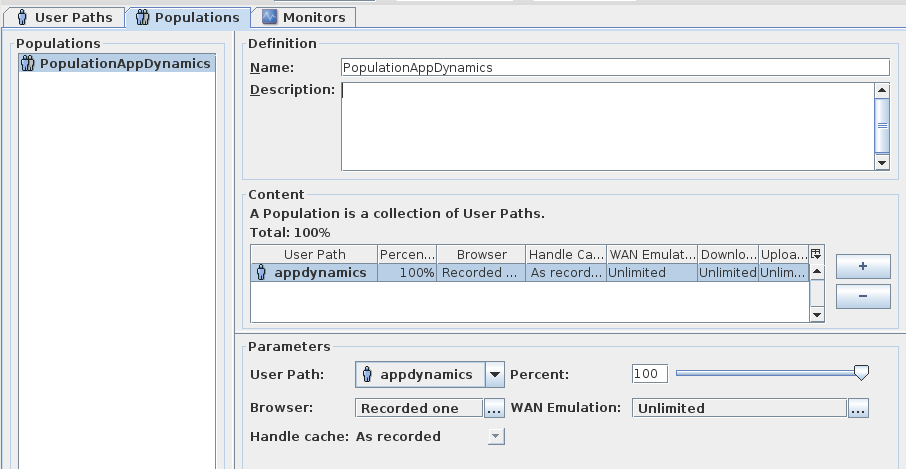 User Paths Populations Monitors
Populations
PopulationAppDynamics
Definition
Name: PopulationAppDynamics
Description:
Content
A Population is a collection of User Paths.
Total: 100%
User Path Percen... Browser Handle Ca... WAN Emulat... Downlo... Uploa...
appdynamics 100% Recorded ... As record... Unlimited Unlimited Unlim...
+
−
Parameters
User Path: appdynamics Percent: 100
Browser: Recorded one ... WAN Emulation: Unlimited ...
Handle cache: As recorded